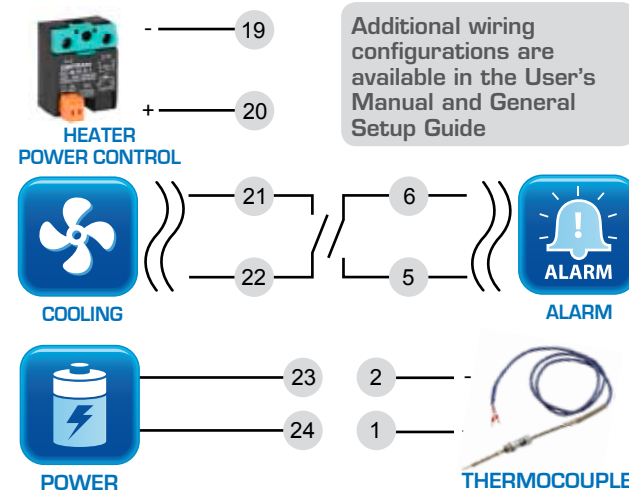 - 19
Additional wiring
configurations are
available in the User's
Manual and General
Setup Guide
+ 20
HEATER
POWER CONTROL
21 6
22 5
ALARM
COOLING
ALARM
23 2 -
24 1 -
POWER
THERMOCOUPLE